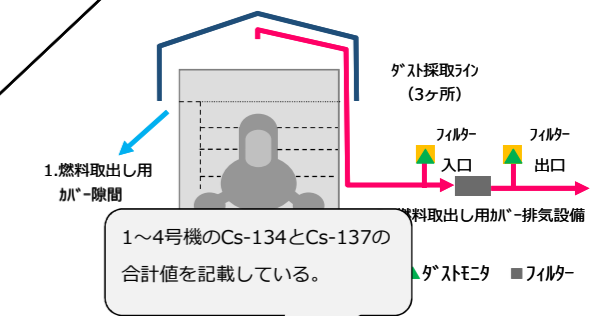 ダスト採取ライン
(3ヶ所)
フィルター
入口
フィルター
出口
1.燃料取出し用
カバー隙間
燃料取出し用カバー排気設備
1～4号機のCs-134とCs-137の
合計値を記載している。
▲ダストモニタ ■フィルター